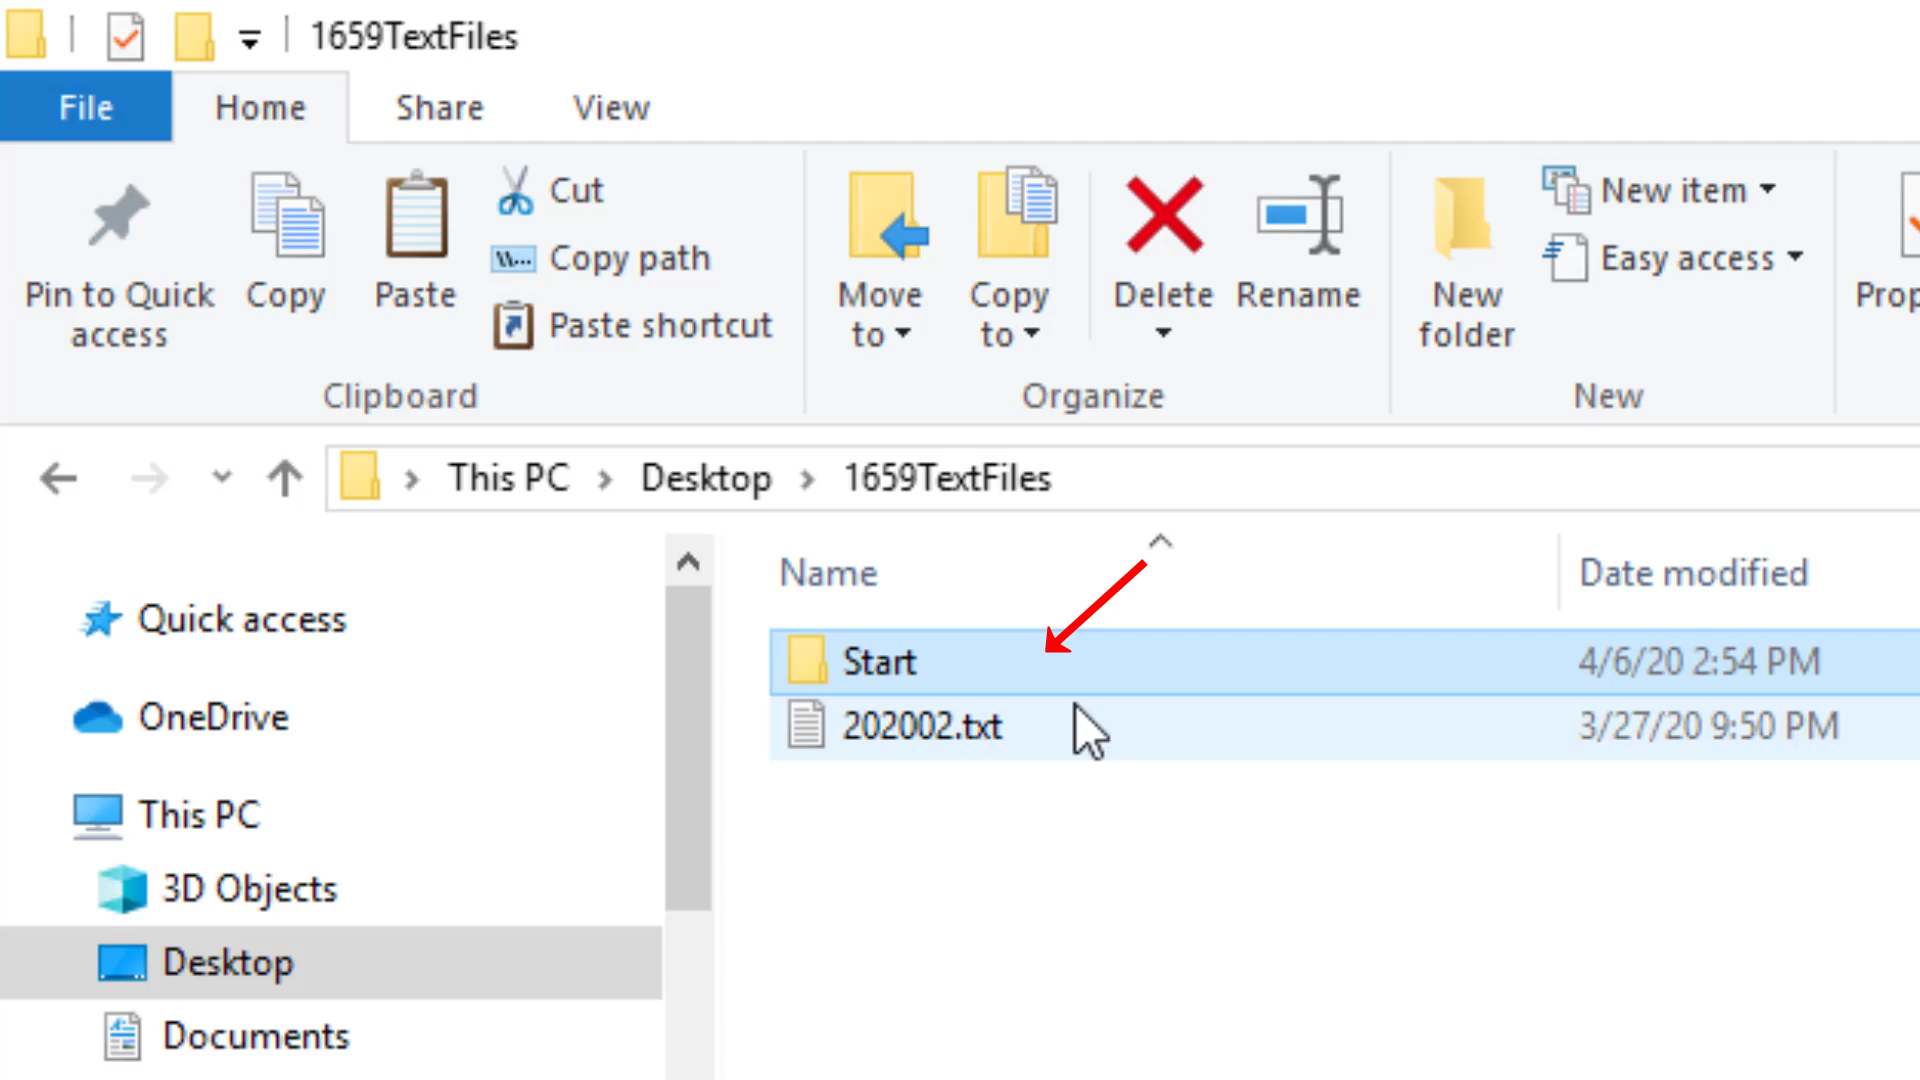 1659TextFiles
File Home Share View
Pin to Quick access
Copy
Paste
Cut
Copy path
Paste shortcut
Clipboard
Move to
Copy to
Delete
Rename
Organize
New folder
New item
Easy access
New
Prop
This PC Desktop 1659TextFiles
Name Date modified
Quick access
OneDrive
This PC
3D Objects
Desktop
Documents
Start 4/6/20 2:54 PM
202002.txt 3/27/20 9:50 PM